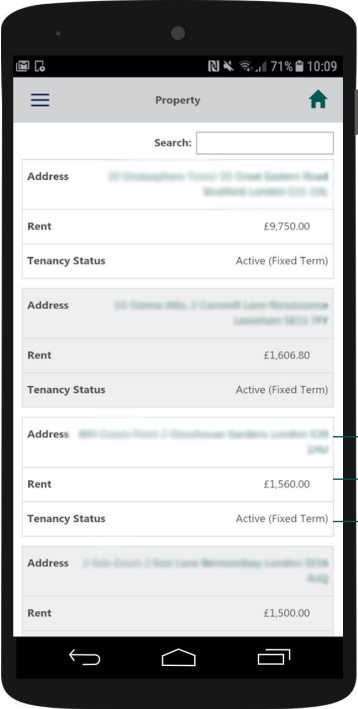 71% 10:09
Property
Search:
Address
Rent £9,750.00
Tenancy Status Active (Fixed Term)
Address
Rent £1,606.80
Tenancy Status Active (Fixed Term)
Address
Rent £1,560.00
Tenancy Status Active (Fixed Term)
Address
Rent £1,500.00